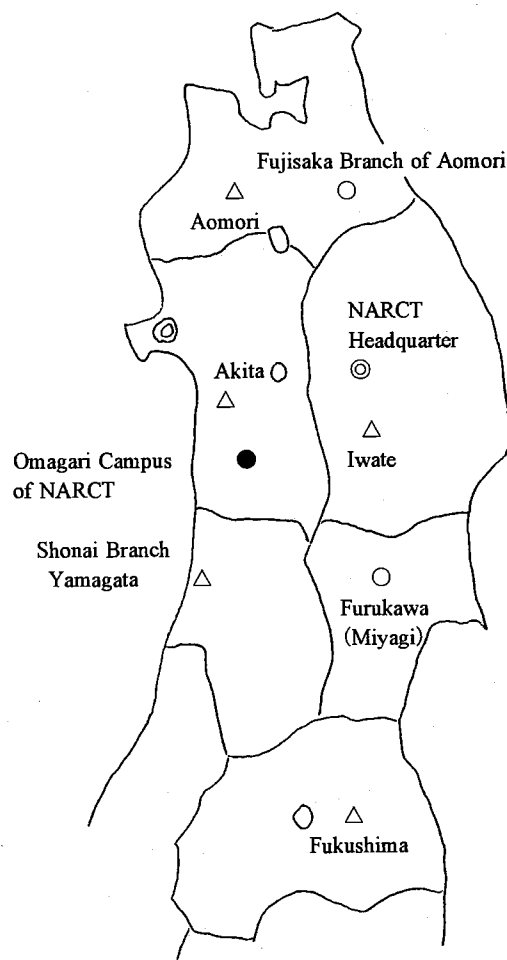 Fujisaka Branch of Aomori
Aomori
NARCT
Headquarter
Akita
Iwate
Omagari Campus
of NARCT
Shonai Branch
Yamagata
Furukawa
(Miyagi)
Fukushima